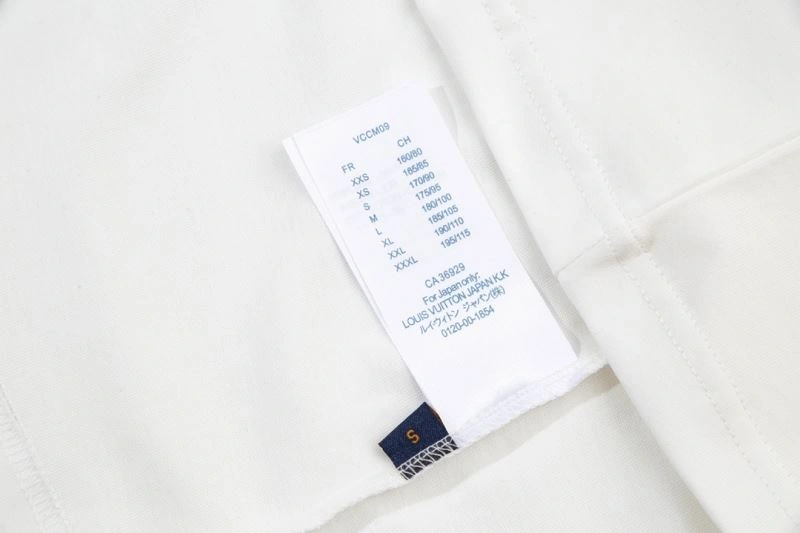 VCCM09
FR CH
XXS 160/80
XS 165/85
S 170/90
M 175/95
L 180/100
XL 185/105
XXL 190/110
XXXL 195/115
CA 36929
For Japan only:
LOUIS VUITTON JAPAN K.K
ルイ・ヴィトン ジャパン(株)
0120-00-1854
S